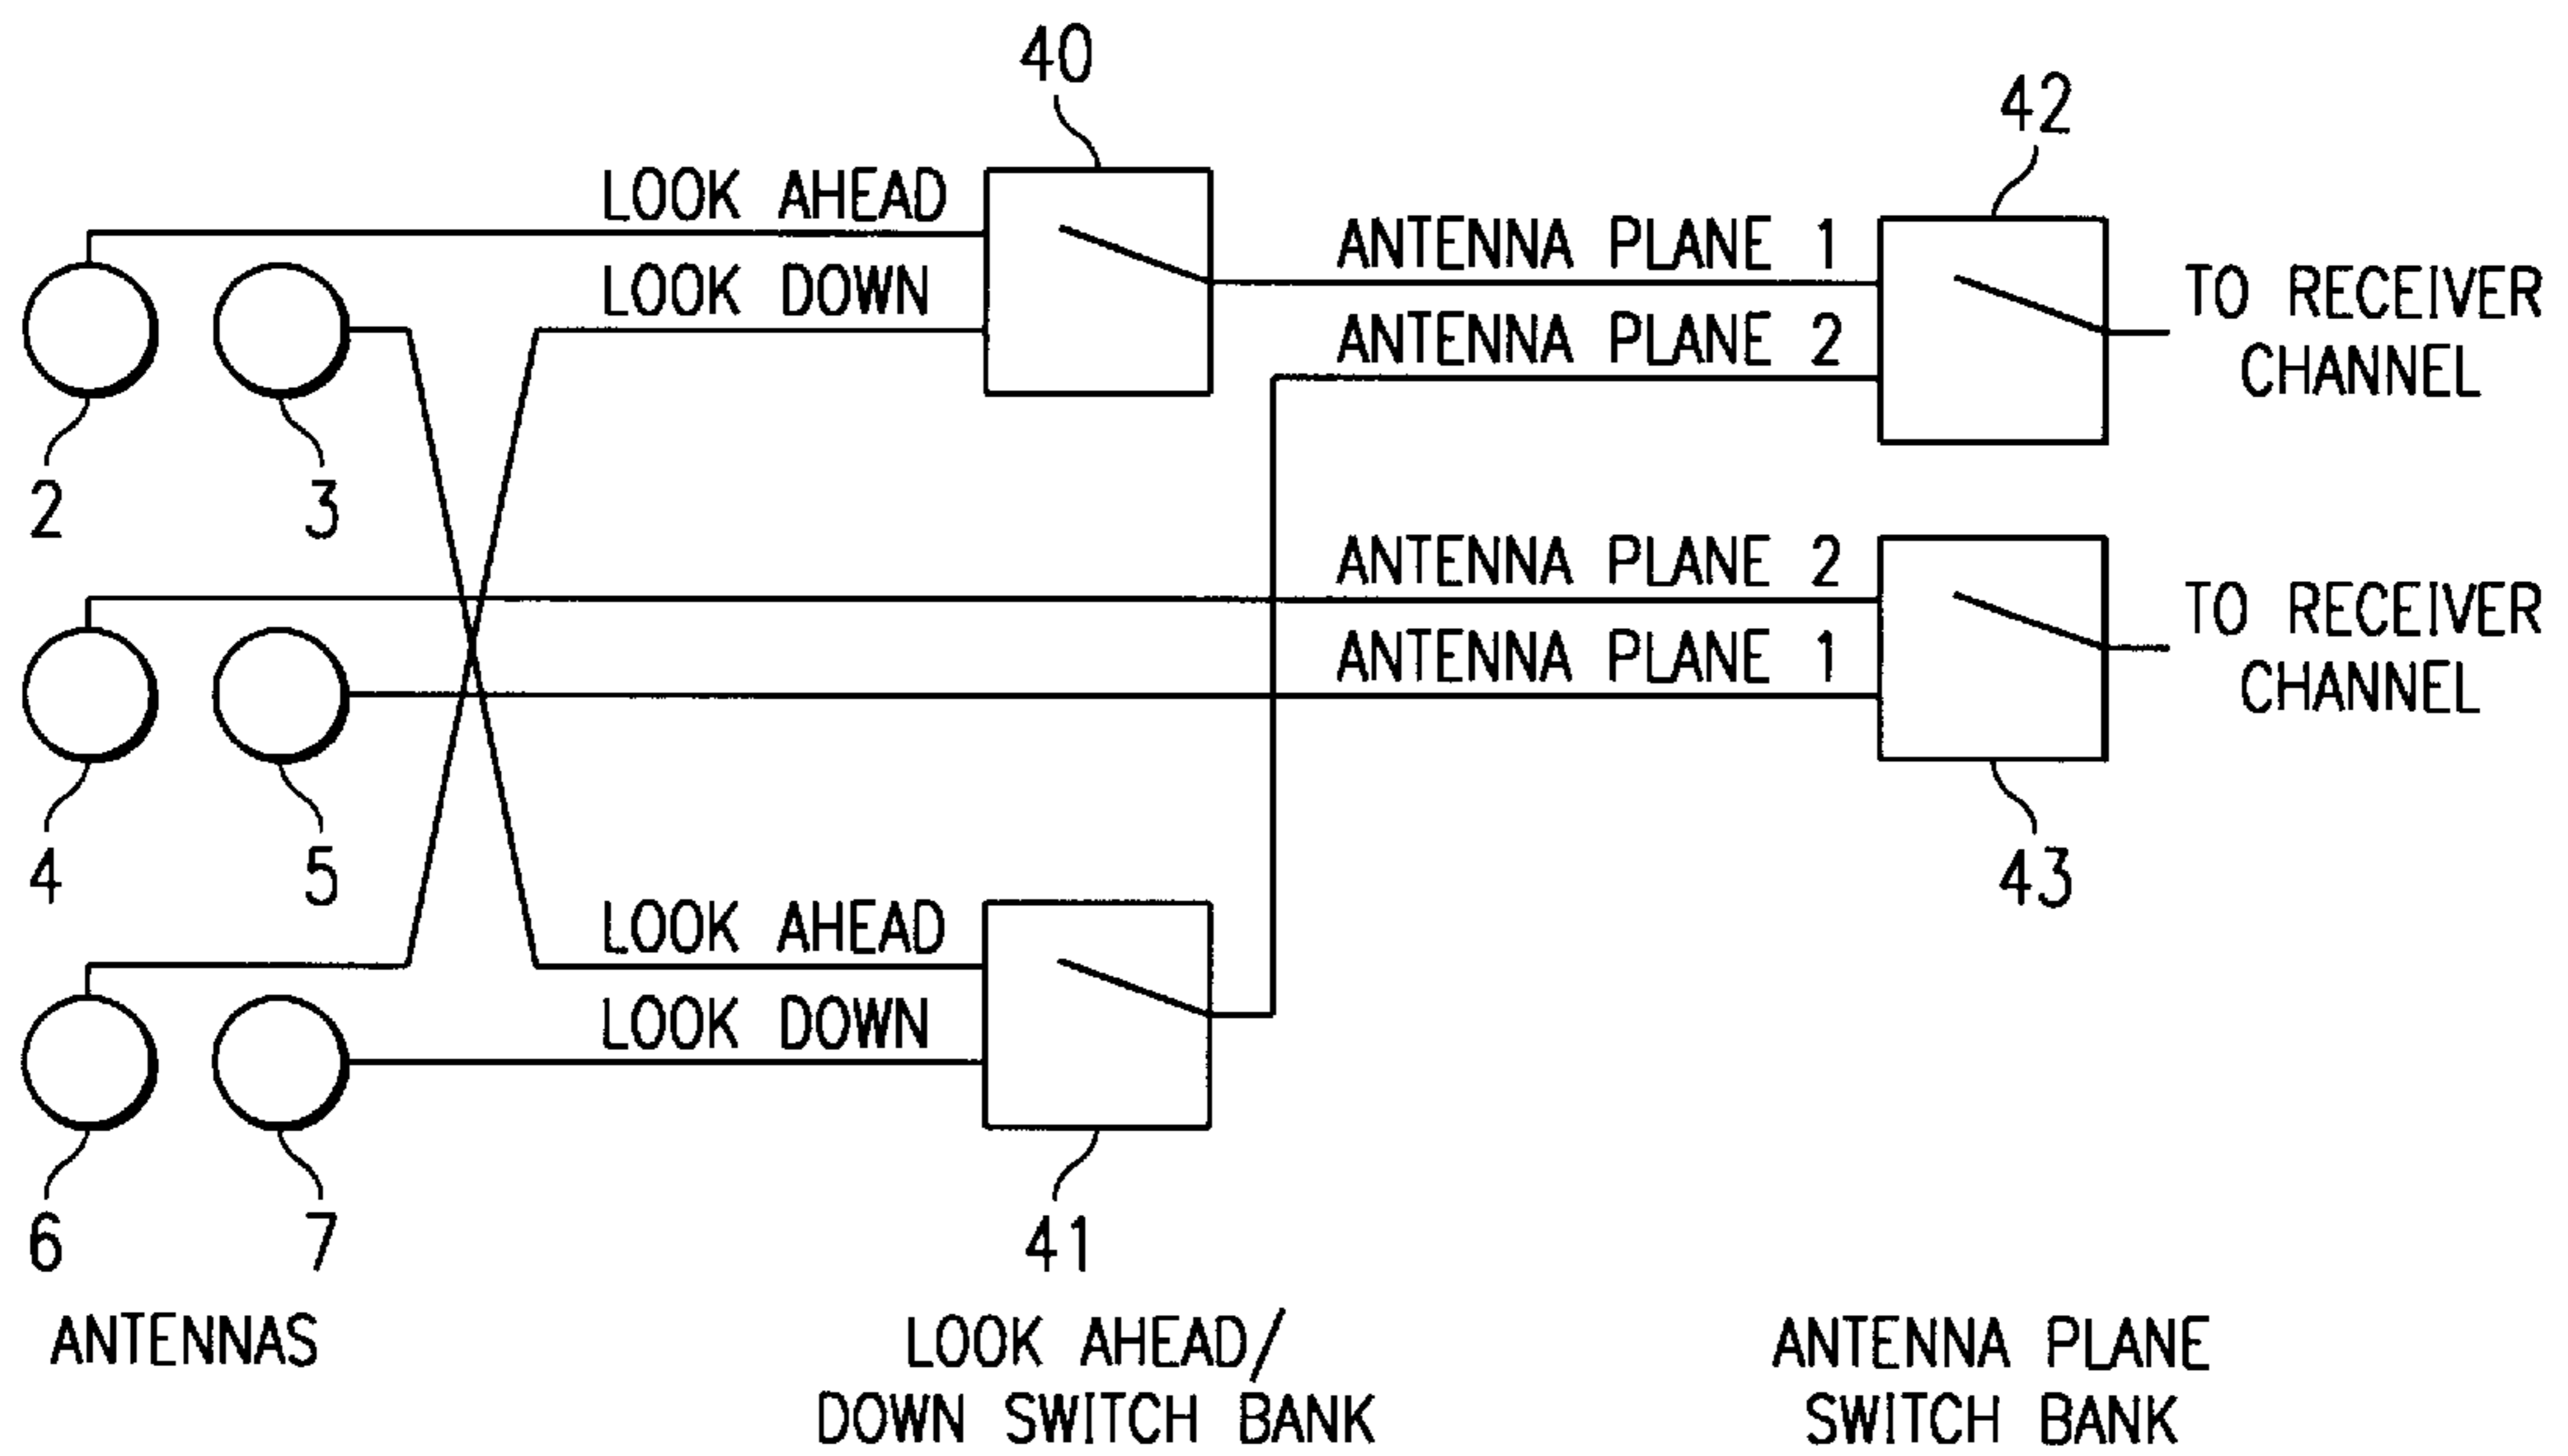 40
42
LOOK AHEAD
LOOK DOWN
ANTENNA PLANE 1
ANTENNA PLANE 2
TO RECEIVER
CHANNEL
2
3
ANTENNA PLANE 2
ANTENNA PLANE 1
TO RECEIVER
CHANNEL
4
5
43
LOOK AHEAD
LOOK DOWN
6
7
41
ANTENNAS
LOOK AHEAD/
DOWN SWITCH BANK
ANTENNA PLANE
SWITCH BANK